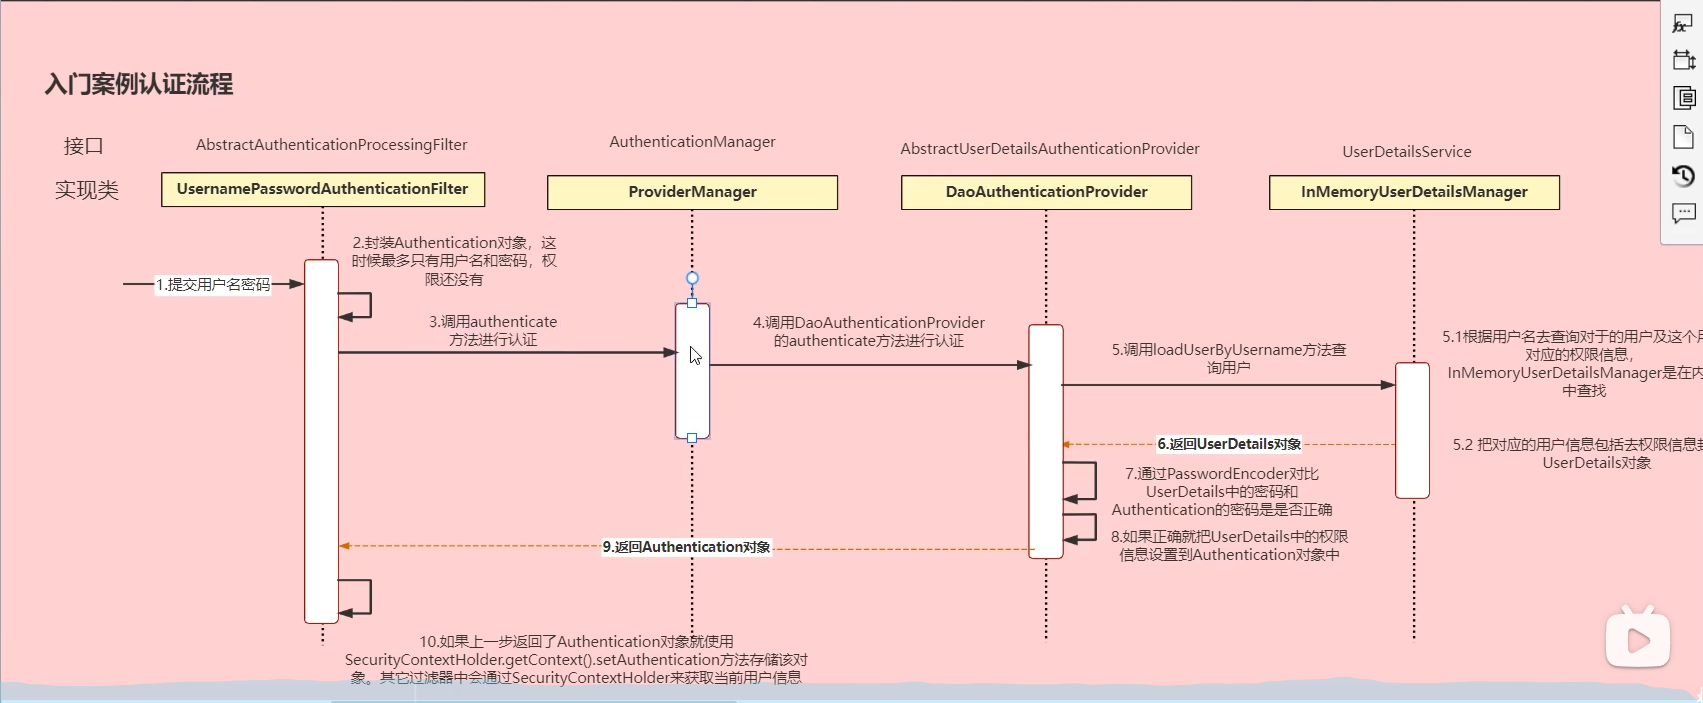 入门案例认证流程
接口
AbstractAuthenticationProcessingFilter
AuthenticationManager
AbstractUserDetailsAuthenticationProvider
UserDetailsService
实现类
UsernamePasswordAuthenticationFilter
ProviderManager
DaoAuthenticationProvider
InMemoryUserDetailsManager
1.提交用户名密码
2.封装Authentication对象，这
时候最多只有用户名和密码，权
限还没有
3.调用authenticate
方法进行认证
4.调用DaoAuthenticationProvider
的authenticate方法进行认证
5.调用loadUserByUsername方法查
询用户
5.1根据用户名去查询对于的用户及这个用
对应的权限信息，
InMemoryUserDetailsManager是在内
中查找
5.2 把对应的用户信息包括去权限信息封
UserDetails对象
6.返回UserDetails对象
7.通过PasswordEncoder对比
UserDetails中的密码和
Authentication的密码是是否正确
8.如果正确就把UserDetails中的权限
信息设置到Authentication对象中
9.返回Authentication对象
10.如果上一步返回了Authentication对象就使用
SecurityContextHolder.getContext().setAuthentication方法存储该对
象。其它过滤器中会通过SecurityContextHolder来获取当前用户信息